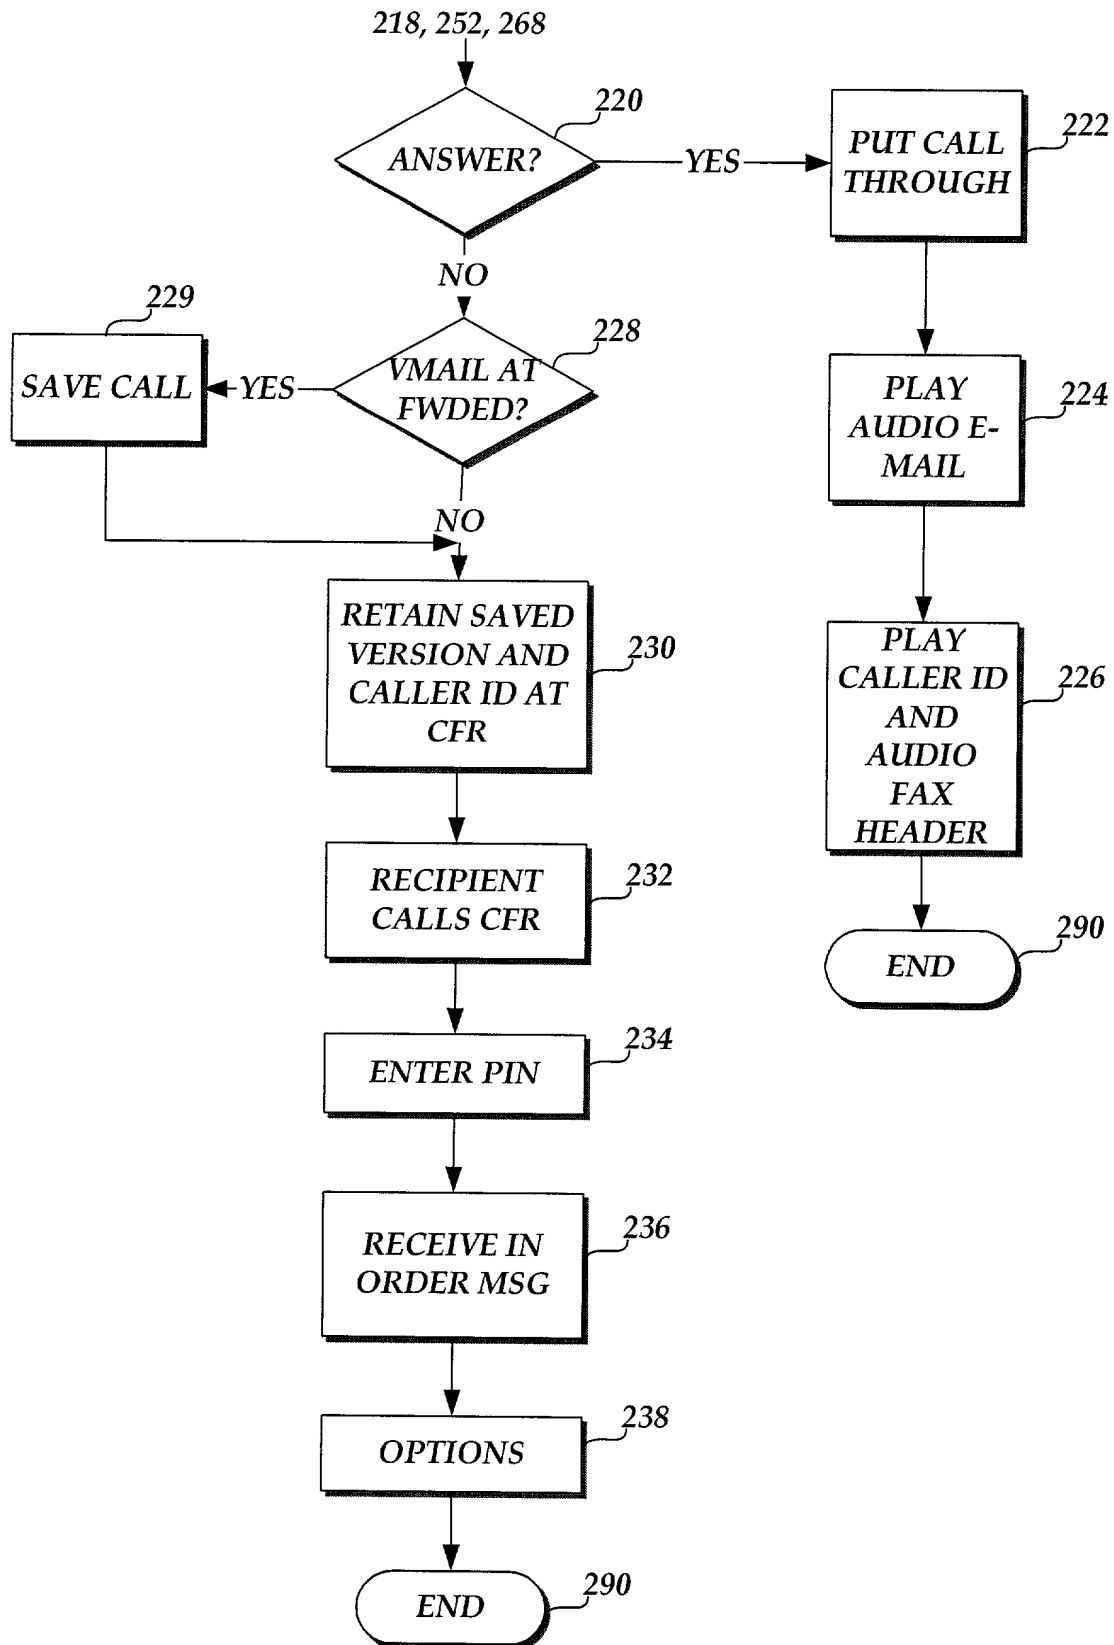 218, 252, 268
220
ANSWER?
YES
PUT CALL
THROUGH
222
NO
229
SAVE CALL
YES
VMAIL AT
FWDED?
228
PLAY
AUDIO E-
MAIL
224
NO
RETAIN SAVED
VERSION AND
CALLER ID AT
CFR
230
PLAY
CALLER ID
AND
AUDIO
FAX
HEADER
226
RECIPIENT
CALLS CFR
232
END
290
ENTER PIN
234
RECEIVE IN
ORDER MSG
236
OPTIONS
238
END
290